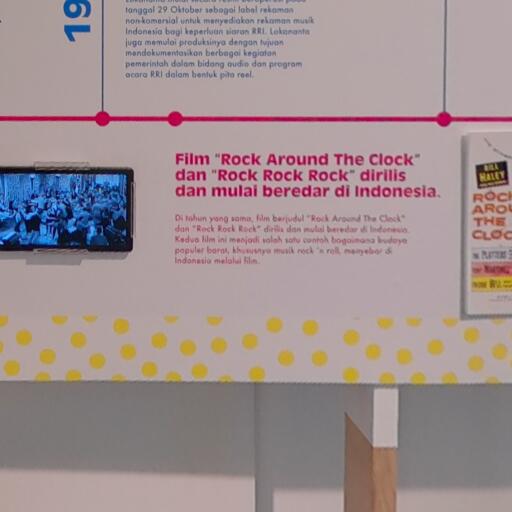 19
tanggal 29 Oktober sebagai label rekaman
non-komersial untuk menyediakan rekaman musik
Indonesia bagi keperluan siaran RRI. Lokananta
juga memulai produksinya dengan tujuan
mendokumentasikan berbagai kegiatan
pemerintah dalam bidang audio dan program
acara RRI dalam bentuk pita reel.
Film "Rock Around The Clock"
dan "Rock Rock Rock" dirilis
dan mulai beredar di Indonesia.
Di tahun yang sama, film berjudul "Rock Around The Clock"
dan "Rock Rock Rock" dirilis dan mulai beredar di Indonesia.
Kedua film ini menjadi salah satu contoh bagaimana budaya
populer barat, khususnya musik rock 'n roll, menyebar di
Indonesia melalui film.
BILL
HALEY
ROCK
AROU
THE
CLOC